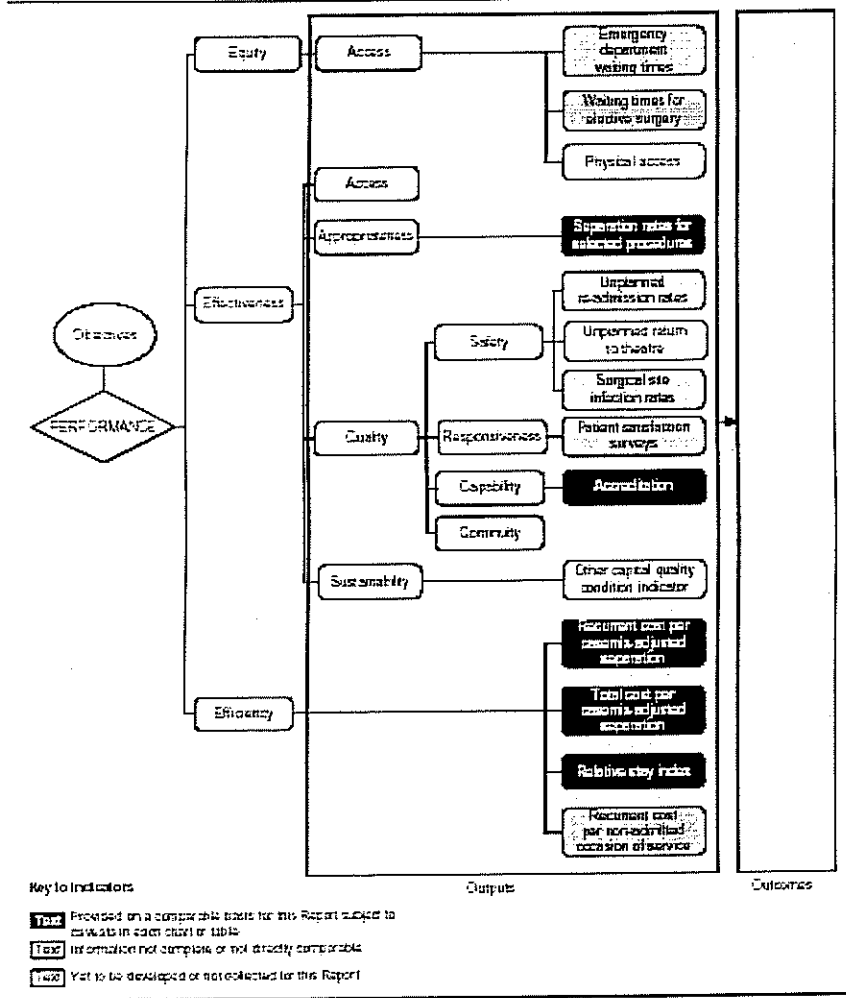 Equity
Access
Emergency
department
waiting times
Waiting times for
elective surgery
Physical access
Access
Appropriateness
Separation rates for
selected procedures
Effectiveness
Objectives
PERFORMANCE
Quality
Safety
Unplanned
re-admission rates
Unplanned return
to theatre
Surgical site
infection rates
Responsiveness
Patient satisfaction
surveys
Capability
Accreditation
Continuity
Sustainability
Other capital quality
condition indicator
Efficiency
Recurrent cost per
casemix-adjusted
separation
Total cost per
casemix-adjusted
separation
Relative stay index
Recurrent cost
per non-admitted
occasion of service
Outputs
Outcomes
Key to indicators
Text Provided on a comparable basis for this Report subject to
caveats in each chart or table
Text Information not complete or not directly comparable
Text Yet to be developed or not collected for this Report